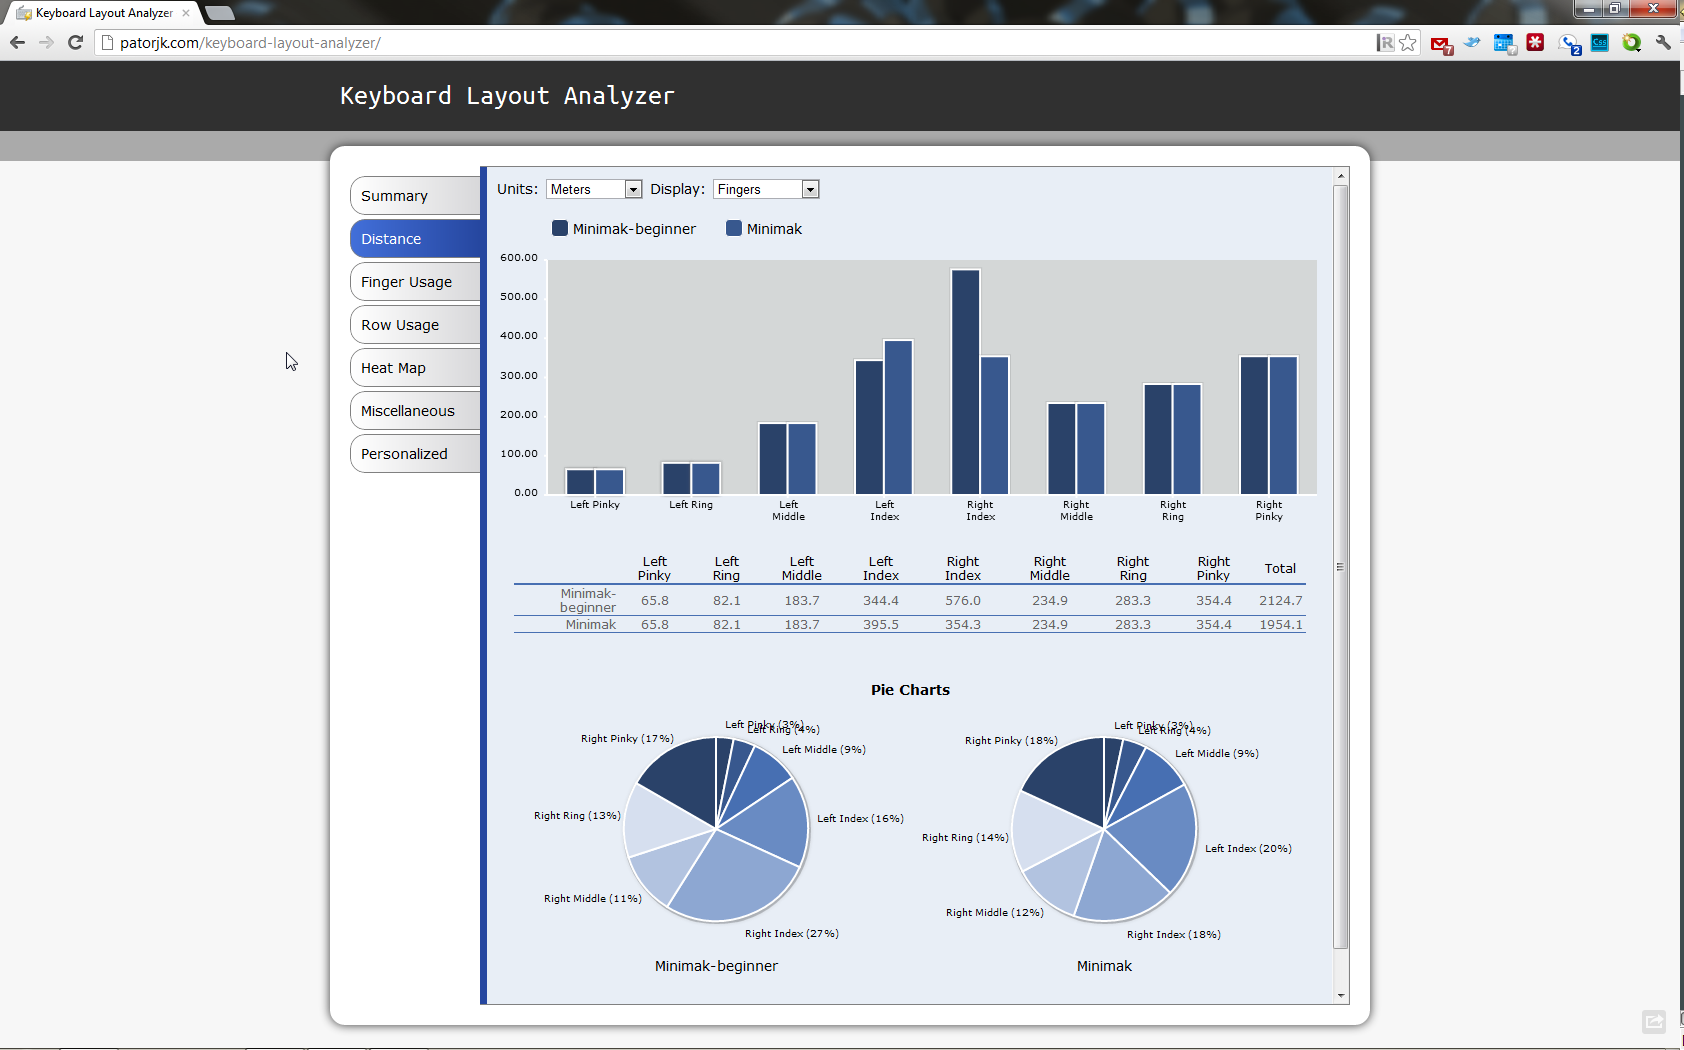 Keyboard Layout Analyzer
patorjk.com/keyboard-layout-analyzer/
7
2
Css
Keyboard Layout Analyzer
Summary
Distance
Finger Usage
Row Usage
Heat Map
Miscellaneous
Personalized
Units: Meters Display: Fingers
Minimak-beginner Minimak
600.00
500.00
400.00
300.00
200.00
100.00
0.00
Left Pinky Left Ring Left Middle Left Index Right Index Right Middle Right Ring Right Pinky
Left Pinky Left Ring Left Middle Left Index Right Index Right Middle Right Ring Right Pinky Total
Minimak-beginner 65.8 82.1 183.7 344.4 576.0 234.9 283.3 354.4 2124.7
Minimak 65.8 82.1 183.7 395.5 354.3 234.9 283.3 354.4 1954.1
Pie Charts
Left Pinky (3%)
Left Ring (4%)
Left Middle (9%)
Left Index (16%)
Right Index (27%)
Right Middle (11%)
Right Ring (13%)
Right Pinky (17%)
Minimak-beginner
Left Pinky (3%)
Left Ring (4%)
Left Middle (9%)
Left Index (20%)
Right Index (18%)
Right Middle (12%)
Right Ring (14%)
Right Pinky (18%)
Minimak